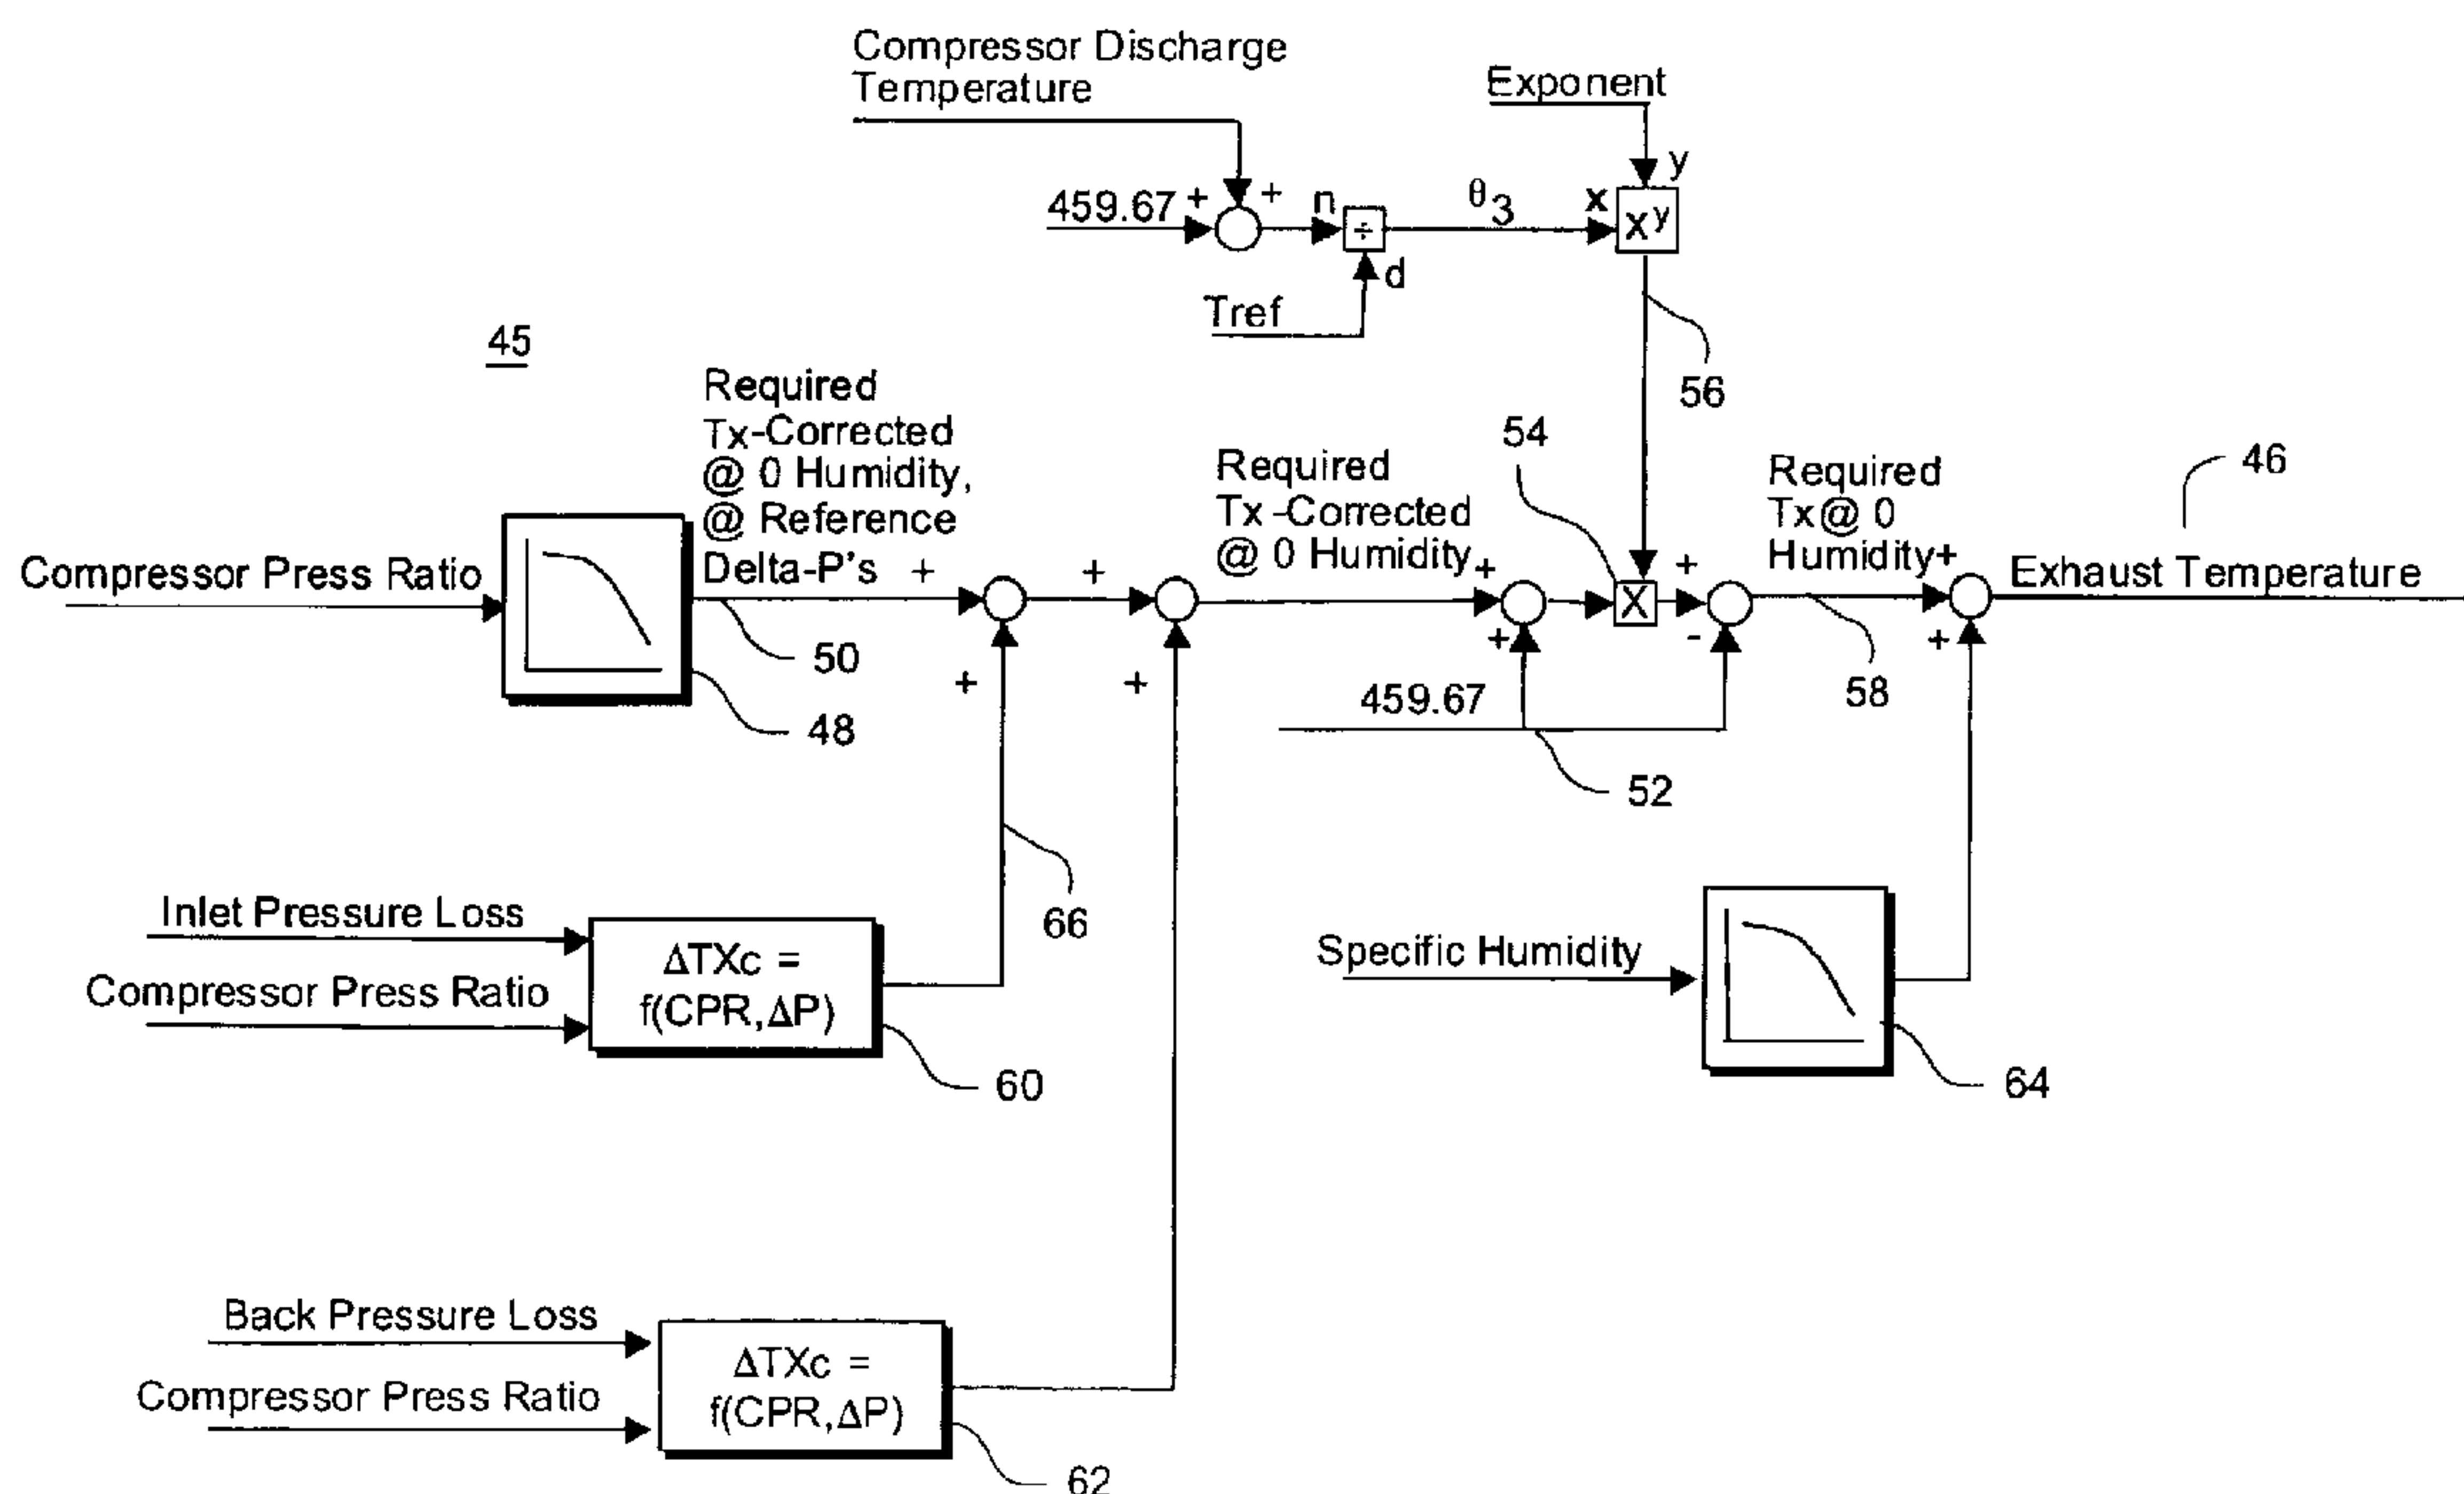 Compressor Discharge
Temperature
Exponent
y
459.67 + + n ÷ θ3 x xy
d
Tref
45
56
Required
Tx-Corrected
@ 0 Humidity,
@ Reference
Delta-P's +
Required
Tx-Corrected
@ 0 Humidity +
54
Required
Tx@ 0
Humidity+
46
Compressor Press Ratio
+
+ X + -
+
Exhaust Temperature
50
48
+
+
459.67
52
58
66
Inlet Pressure Loss
Compressor Press Ratio
ΔTXc =
f(CPR,ΔP)
60
Specific Humidity
64
Back Pressure Loss
Compressor Press Ratio
ΔTXc =
f(CPR,ΔP)
62